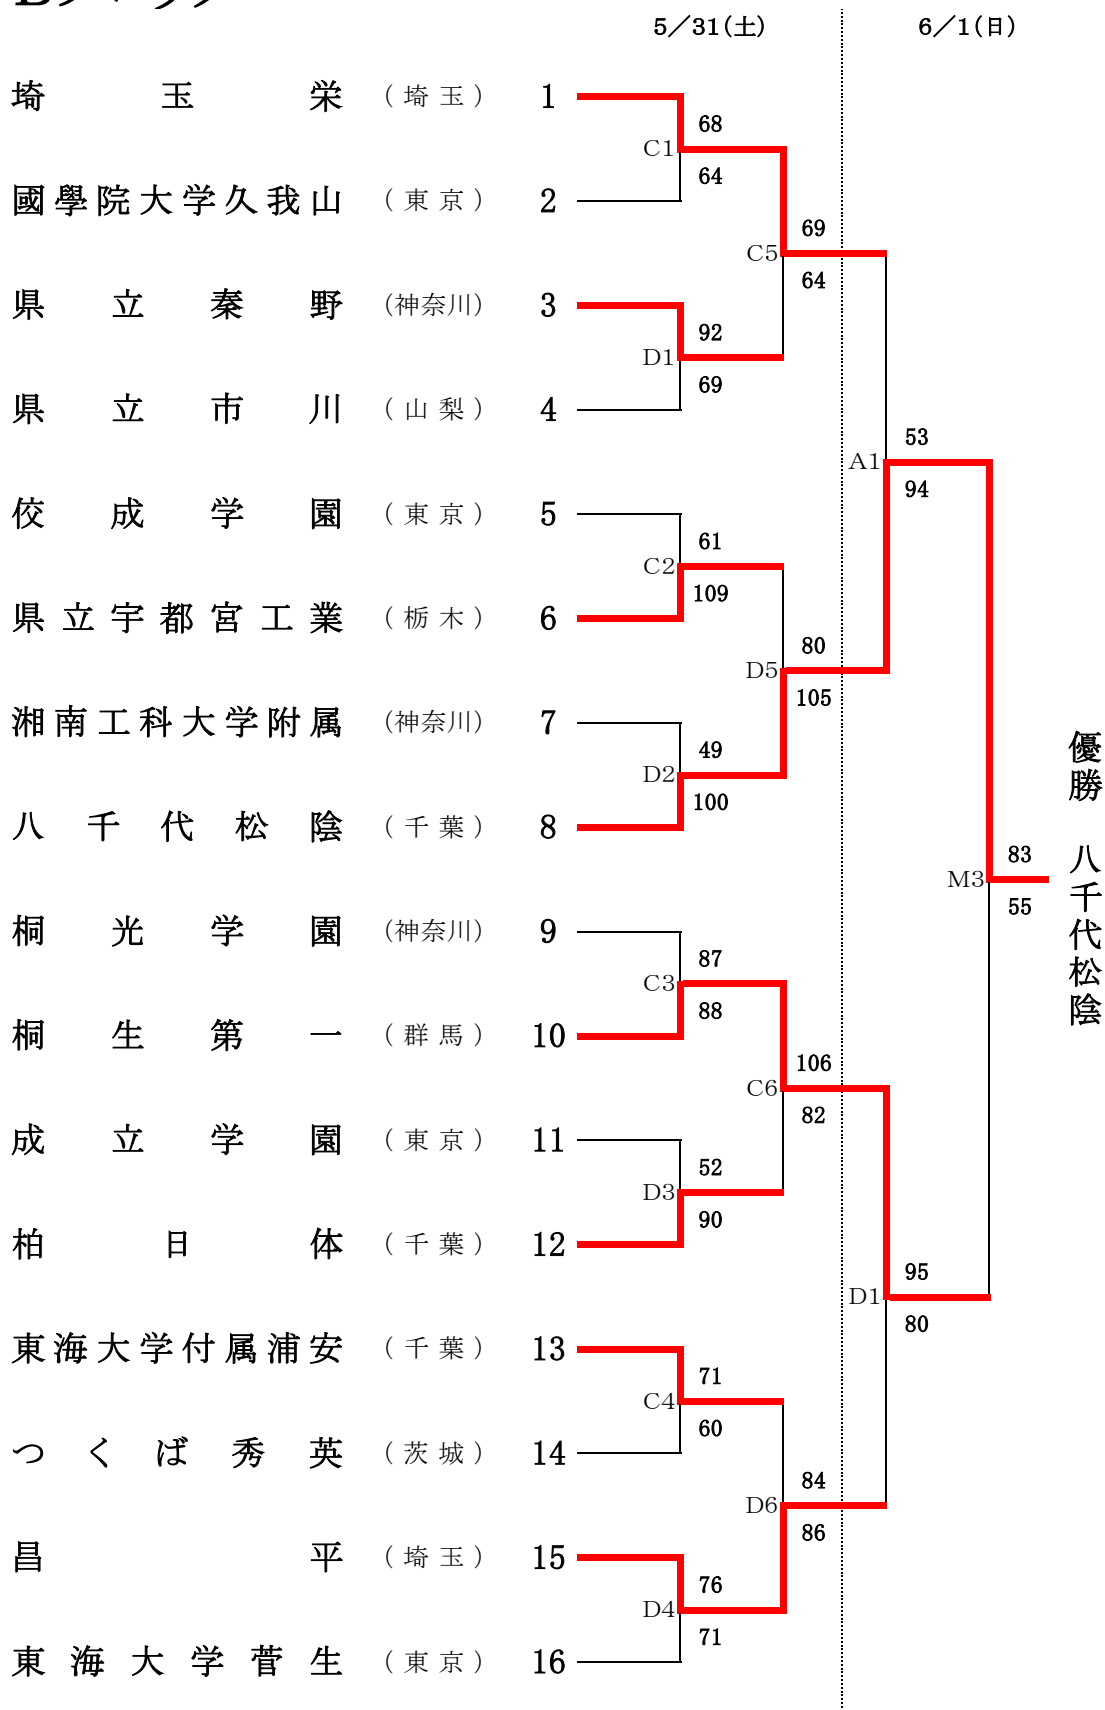 5／31(土) 6／1(日)
埼玉栄 (埼玉) 1
68
C1
64
國學院大学久我山 (東京) 2
69
C5
64
県立秦野 (神奈川) 3
92
D1
69
県立市川 (山梨) 4
53
A1
94
佼成学園 (東京) 5
61
C2
109
県立宇都宮工業 (栃木) 6
80
D5
105
湘南工科大学附属 (神奈川) 7
49
D2
100
八千代松陰 (千葉) 8
83
M3
55
優勝 八千代松陰
桐光学園 (神奈川) 9
87
C3
88
桐生第一 (群馬) 10
106
C6
82
成立学園 (東京) 11
52
D3
90
柏日体 (千葉) 12
95
D1
80
東海大学付属浦安 (千葉) 13
71
C4
60
つくば秀英 (茨城) 14
84
D6
86
昌平 (埼玉) 15
76
D4
71
東海大学菅生 (東京) 16